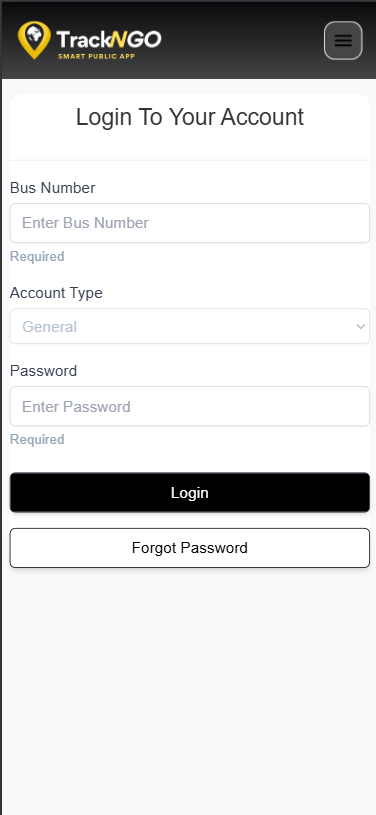 TrackNGO
SMART PUBLIC APP
Login To Your Account
Bus Number
Enter Bus Number
Required
Account Type
General
Password
Enter Password
Required
Login
Forgot Password